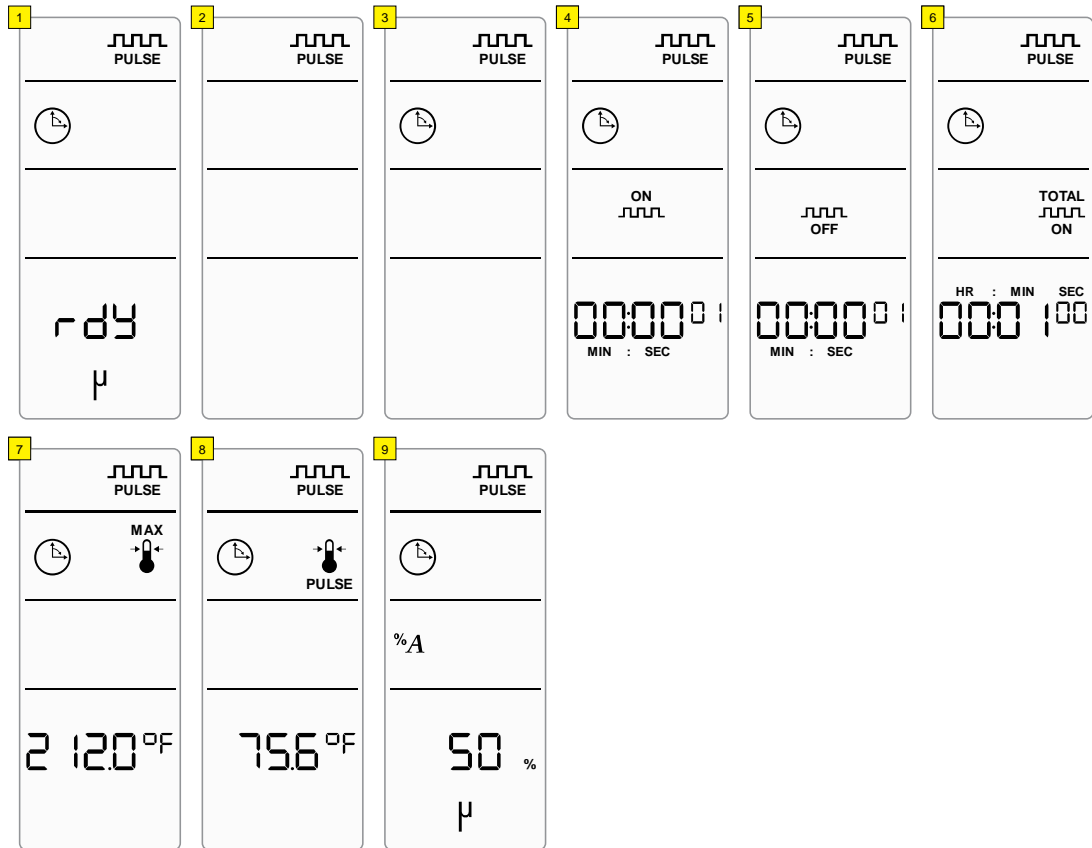 1
PULSE
rdy
µ
2
PULSE
3
PULSE
4
PULSE
ON
00:00 01
MIN : SEC
5
PULSE
OFF
00:00 01
MIN : SEC
6
PULSE
TOTAL
ON
HR : MIN SEC
00:01 00
7
PULSE
MAX
212.0°F
8
PULSE
PULSE
75.6°F
9
PULSE
%A
50 %
µ